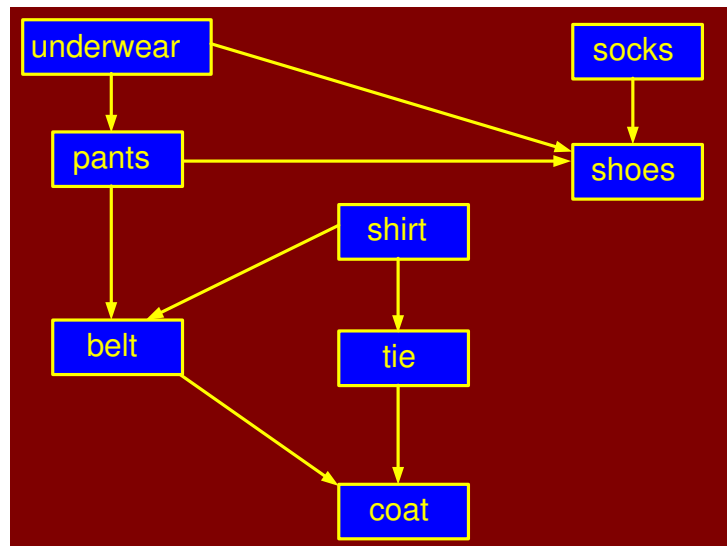 underwear
socks
pants
shoes
shirt
belt
tie
coat